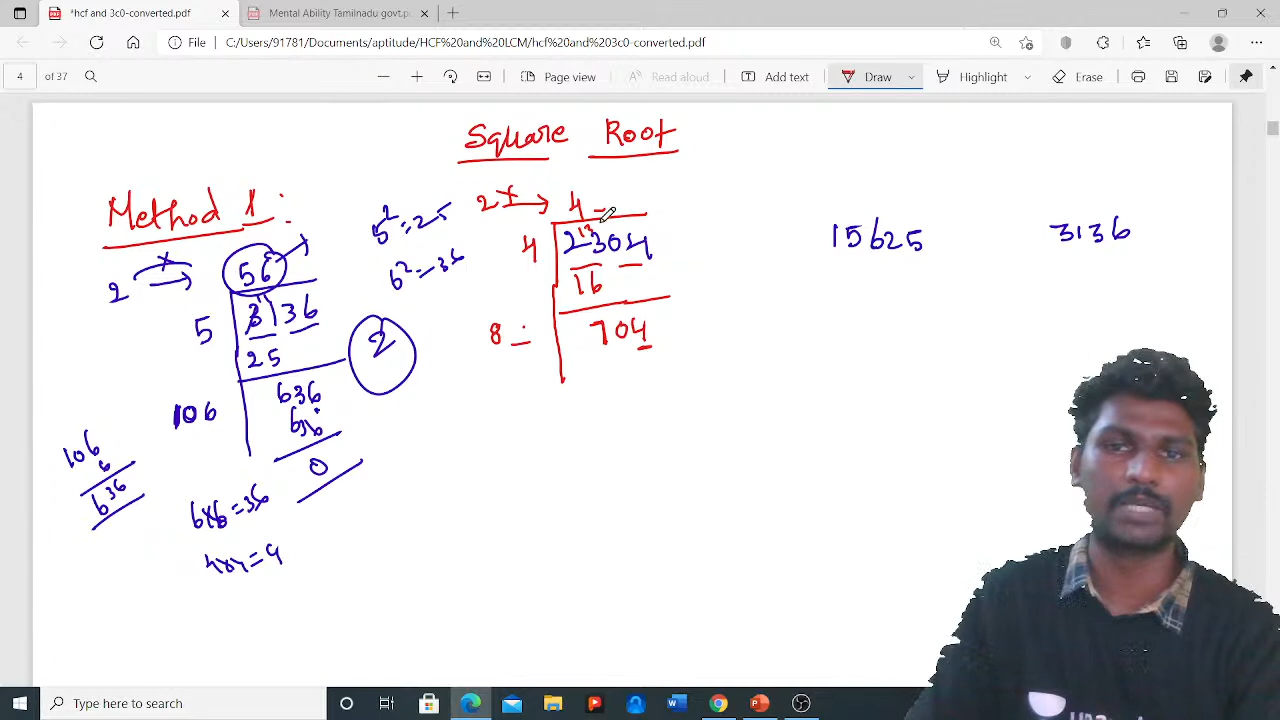 *hcf and 3c0-converted.pdf
Mental Ability Tamilnadu govt.p
File
C:/Users/91781/Documents/aptitude/HCF%20and%20LCM/hcf%20and%203c0-converted.pdf
4 of 37
Page view
Read aloud
Add text
Draw
Highlight
Erase
Square Root
Method 1:
2 x → 56
5
31 36
25
106
636
636
0
106
6
636
6x6=36
2
5²=25
6²=36
2 x → 4
4
2304
16
8
704
15625
3136
Type here to search